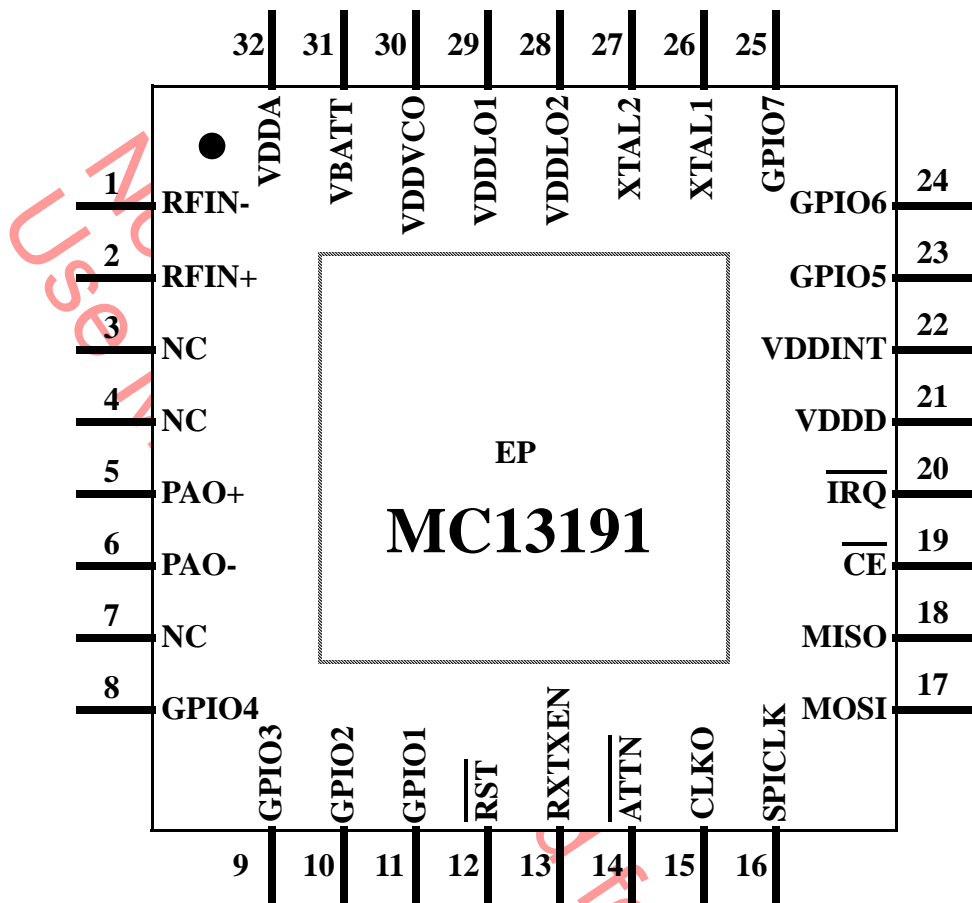 32 31 30 29 28 27 26 25
VDDA
VBATT
VDDVCO
VDDLO1
VDDLO2
XTAL2
XTAL1
GPIO7
1 RFIN-
2 RFIN+
3 NC
4 NC
5 PAO+
6 PAO-
7 NC
8 GPIO4
GPIO6 24
GPIO5 23
VDDINT 22
VDDD 21
IRQ 20
CE 19
MISO 18
MOSI 17
EP
MC13191
GPIO3
GPIO2
GPIO1
RST
RXTXEN
ATTN
CLKO
SPICLK
9 10 11 12 13 14 15 16
Use